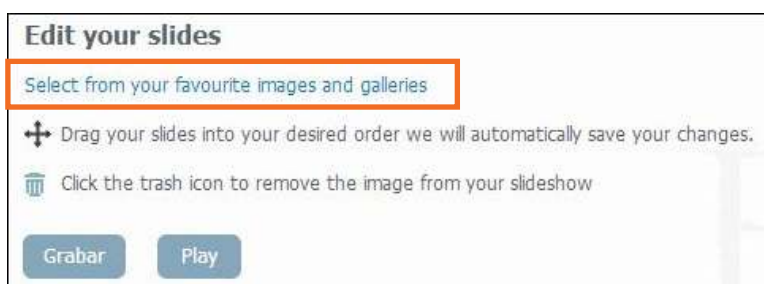 Edit your slides
Select from your favourite images and galleries
Drag your slides into your desired order we will automatically save your changes.
Click the trash icon to remove the image from your slideshow
Grabar Play